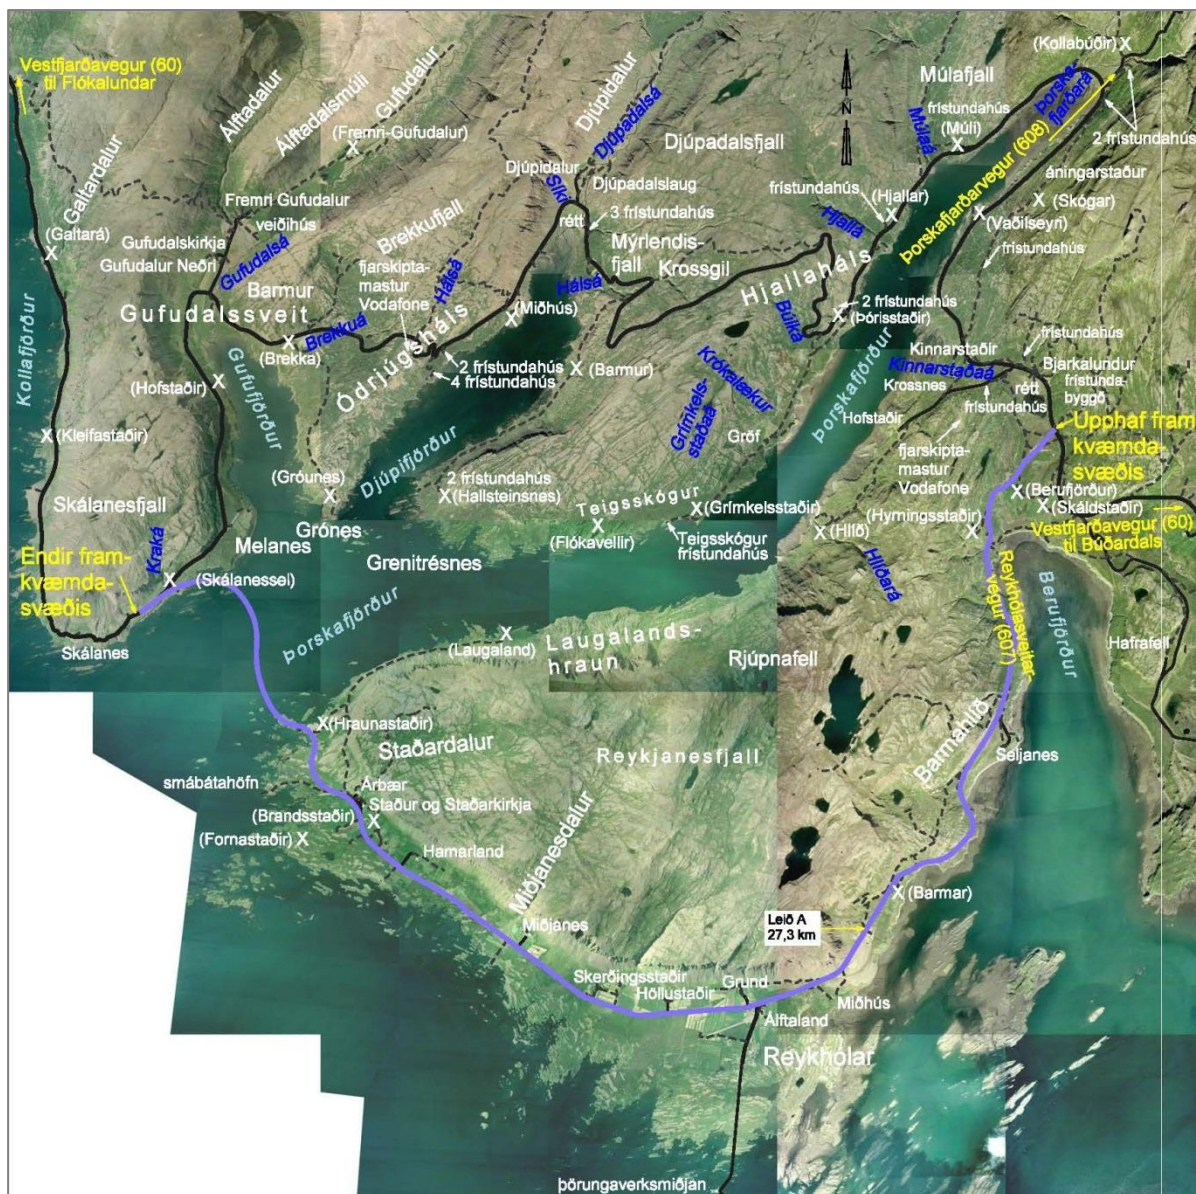 (Kollabúðir)
Vestfjarðavegur (60)
til Flókalundar
Álftadalur
Álftadalsmúli
Gufudalur
(Fremri-Gufudalur)
Djúpidalur
Djúpadalsá
Múlafjall
frístundahús
(Múli)
Múlaá
Þorska-
fjarðará
2 frístundahús
Þorskafjarðarvegur (608)
N
Djúpadalsfjall
Galtardalur
(Galtará)
Djúpidalur
Síki
Djúpadalslaug
rétt
3 frístundahús
frístundahús
(Hjallar)
áningarstaður
(Skógar)
(Vaðilseyri)
frístundahús
Fremri Gufudalur
veiðihús
Gufudalskirkja
Gufudalur Neðri
Gufudalsá
Brekkufjall
Barmur
fjarskipta-
mastur
Vodafone
Hálsá
Hálsá
Mýrlendis-
fjall
Krossgil
Hjallá
Hjallaháls
Gufudalssveit
Kollafjörður
(Miðhús)
Búlká
2 frístundahús
(Þórisstaðir)
Brekkuá
(Brekka)
Ódrjúgsháls
2 frístundahús
4 frístundahús
(Barmur)
Kinnarstaðir
frístundahús
Bjarkalundur
frístunda-
byggð
Kinnarstaðaá
rétt
Krossnes
frístundahús
(Hofstaðir)
Gufufjörður
Krókalækur
Grímkels-
staðaá
Þorskafjörður
Hofstaðir
(Kleifastaðir)
Gröf
fjarskipta-
mastur
Vodafone
Upphaf fram
kvæmda-
svæðis
Djúpifjörður
2 frístundahús
(Hallsteinsnes)
(Gróunes)
Skálanesfjall
Teigsskógur
(Grímkelsstaðir)
(Berufjörður)
(Skáldstaðir)
Vestfjarðavegur (60)
til Búðardals
Grónes
(Flókavellir)
Teigsskógur
frístundahús
(Hlíð)
(Hyrningsstaðir)
Melanes
Endir fram-
kvæmda-
svæðis
Kraká
(Skálanessel)
Grenitrésnes
Hlíðará
Reykhólasveitar-
vegur (607)
Berufjörður
Þorskafjörður
Skálanes
(Laugaland)
Laugalands-
hraun
Rjúpnafell
Hafrafell
(Hraunastaðir)
Staðardalur
Reykjanesfjall
Barmahlíð
Seljanes
smábátahöfn
Árbær
Staður og Staðarkirkja
(Brandsstaðir)
(Fornastaðir)
Hamarland
Miðjanesdalur
(Barmar)
Leið A
27,3 km
Miðjanes
Skerðingsstaðir
Höllustaðir
Grund
Miðhús
Álftaland
Reykhólar
þörungaverksmiðjan